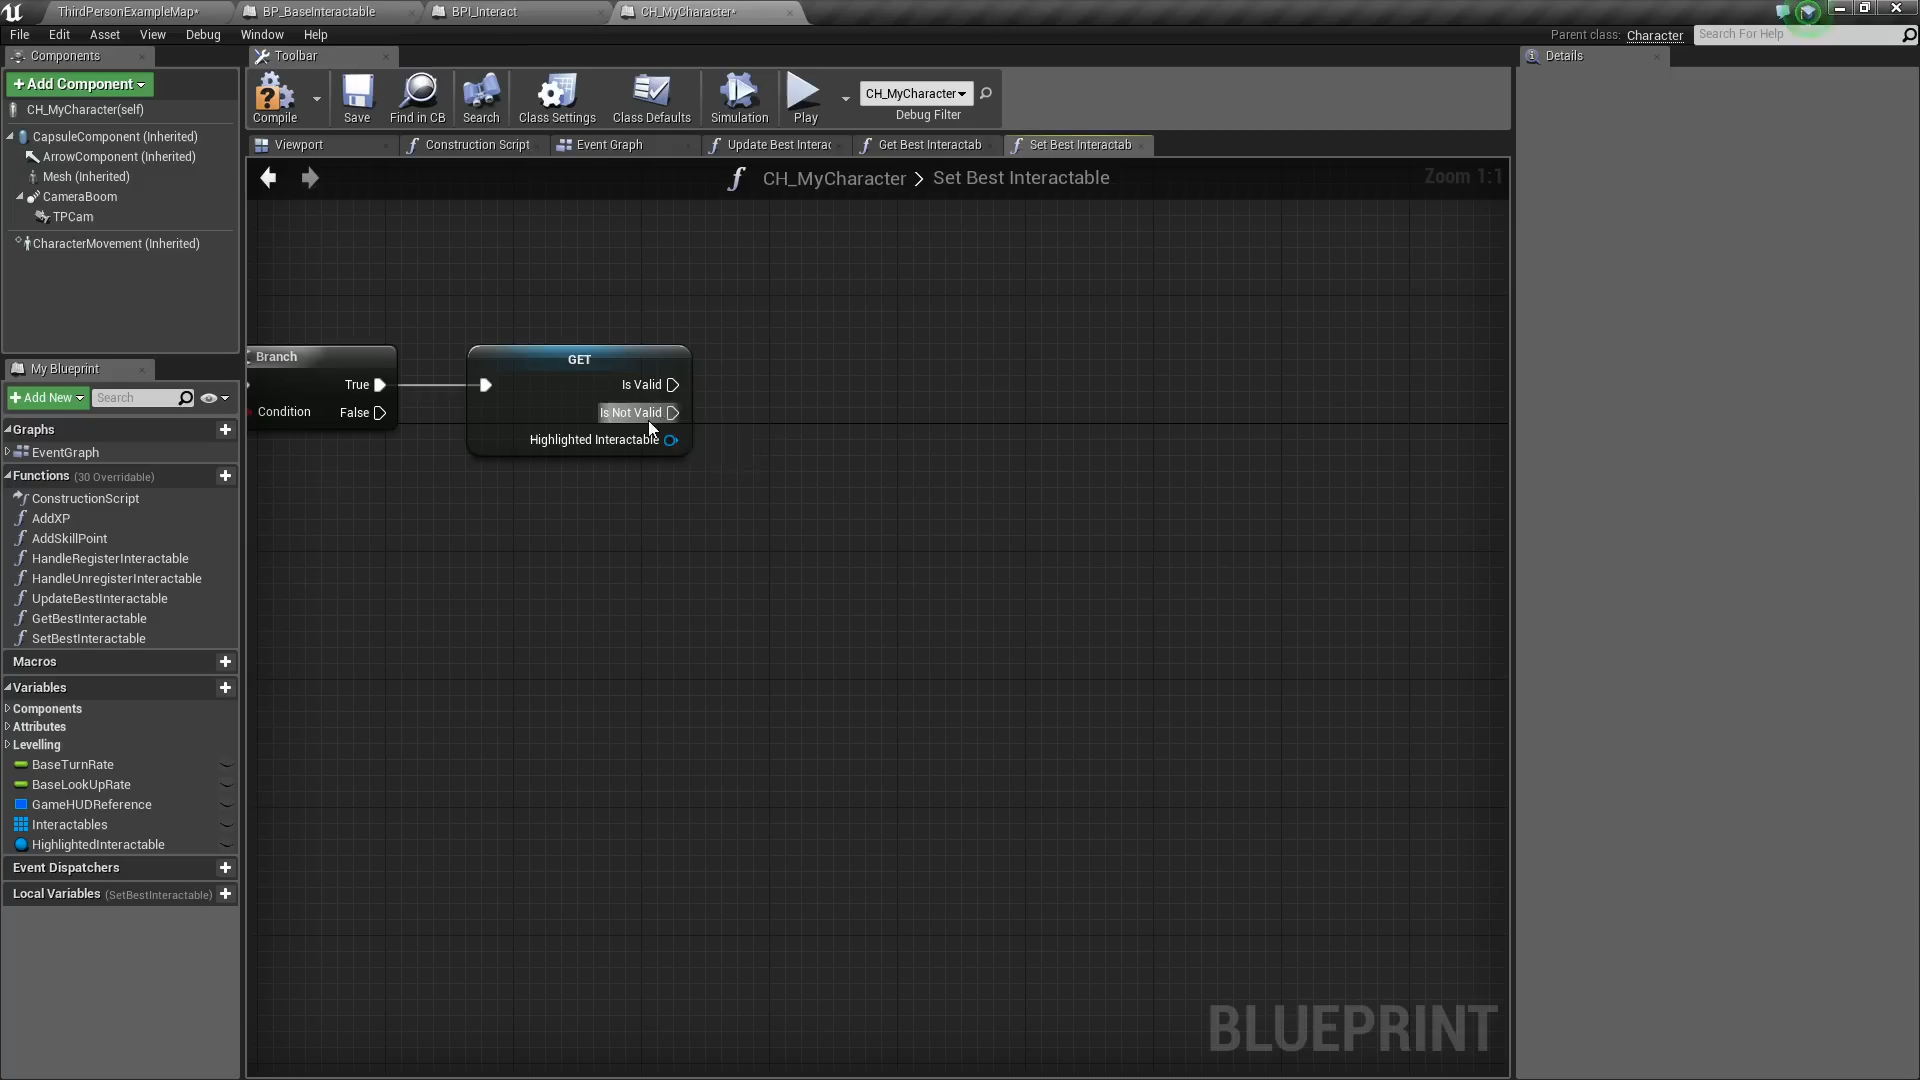 ThirdPersonExampleMap*
BP_BaseInteractable
BPI_Interact
CH_MyCharacter*
File Edit Asset View Debug Window Help
Parent class: Character
Search For Help
Components
Toolbar
Details
+Add Component
CH_MyCharacter(self)
CapsuleComponent (Inherited)
ArrowComponent (Inherited)
Mesh (Inherited)
CameraBoom
TPCam
CharacterMovement (Inherited)
Compile
Save
Find in CB
Search
Class Settings
Class Defaults
Simulation
Play
CH_MyCharacter
Debug Filter
Viewport
Construction Script
Event Graph
Update Best Interac
Get Best Interactab
Set Best Interactab
CH_MyCharacter > Set Best Interactable
Zoom 1:1
Branch
True
Condition
False
GET
Is Valid
Is Not Valid
Highlighted Interactable
My Blueprint
+Add New
Search
Graphs
EventGraph
Functions (30 Overridable)
ConstructionScript
AddXP
AddSkillPoint
HandleRegisterInteractable
HandleUnregisterInteractable
UpdateBestInteractable
GetBestInteractable
SetBestInteractable
Macros
Variables
Components
Attributes
Levelling
BaseTurnRate
BaseLookUpRate
GameHUDReference
Interactables
HighlightedInteractable
Event Dispatchers
Local Variables (SetBestInteractable)
BLUEPRINT